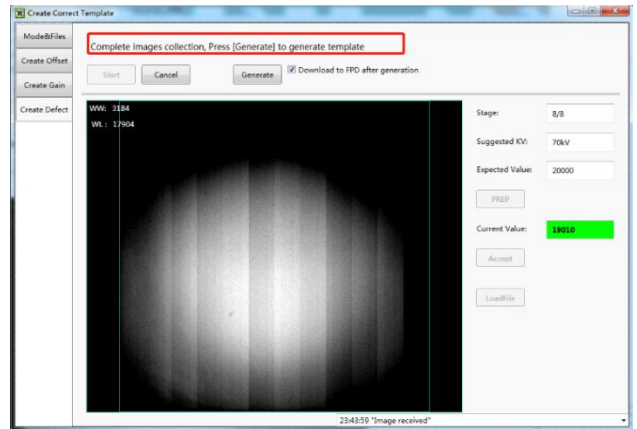 Create Correct Template
Mode&Files
Create Offset
Create Gain
Create Defect
Complete images collection, Press [Generate] to generate template
Start
Cancel
Generate
Download to FPD after generation
WW: 3184
WL: 17904
Stage: 8/8
Suggested KV: 70kV
Expected Value: 20000
PREP
Current Value: 19010
Accept
LoadFile
23:43:59 "Image received"